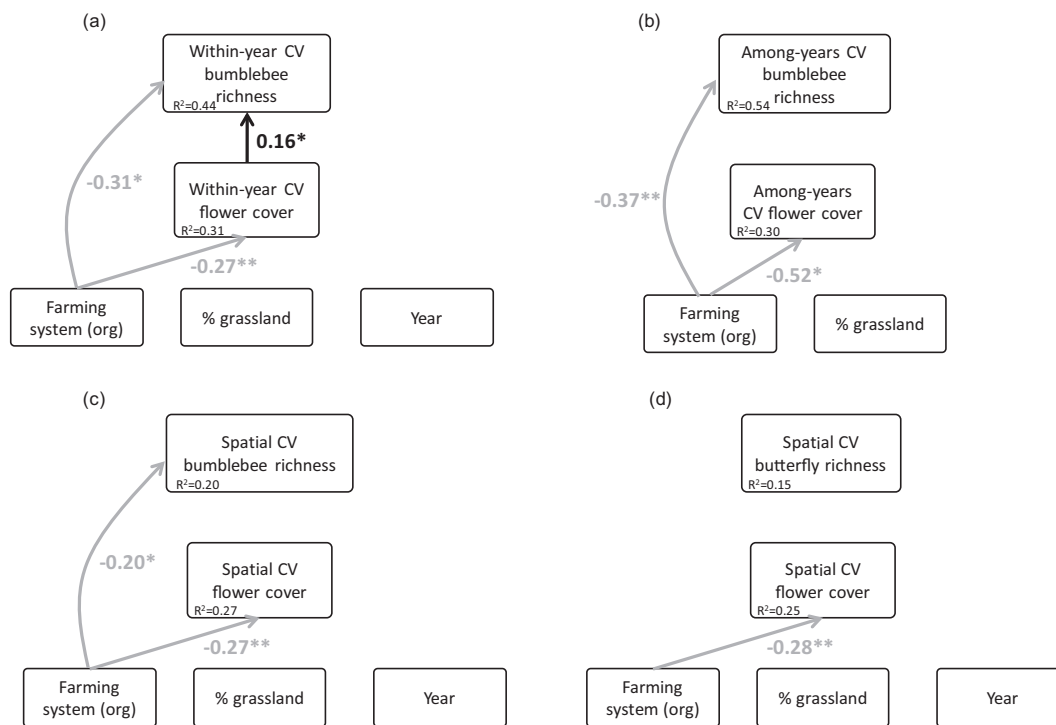 (a)
Within-year CV
bumblebee
richness
R²=0.44
0.16*
-0.31*
Within-year CV
flower cover
R²=0.31
-0.27**
Farming
system (org)
% grassland
Year
(b)
Among-years CV
bumblebee
richness
R²=0.54
-0.37**
Among-years
CV flower cover
R²=0.30
-0.52*
Farming
system (org)
% grassland
(c)
Spatial CV
bumblebee richness
R²=0.20
-0.20*
Spatial CV
flower cover
R²=0.27
-0.27**
Farming
system (org)
% grassland
Year
(d)
Spatial CV
butterfly richness
R²=0.15
Spatial CV
flower cover
R²=0.25
-0.28**
Farming
system (org)
% grassland
Year